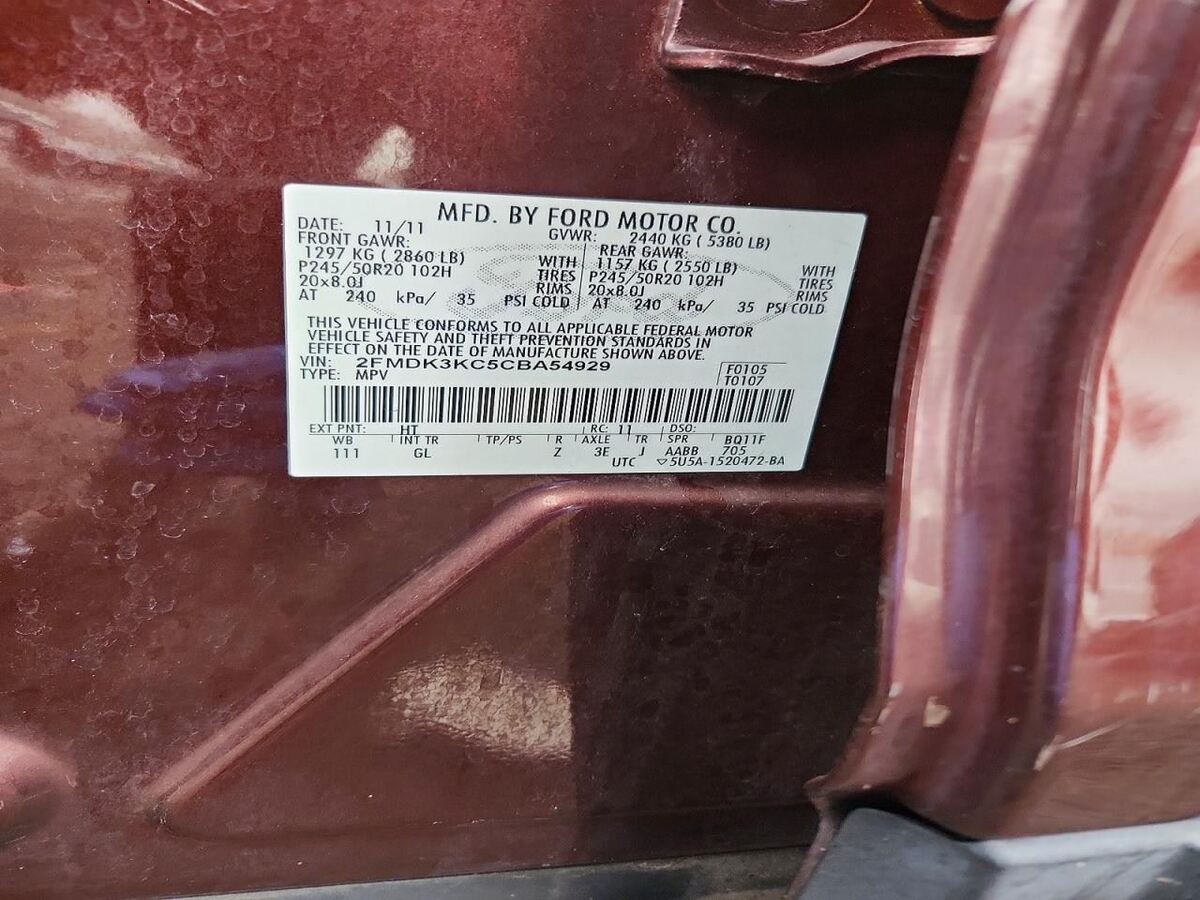 MFD. BY FORD MOTOR CO.
DATE: 11/11 GVWR: 2440 KG ( 5380 LB)
FRONT GAWR: REAR GAWR:
1297 KG ( 2860 LB) WITH 1157 KG ( 2550 LB) WITH
P245/50R20 102H TIRES P245/50R20 102H TIRES
20x8.0J RIMS 20x8.0J RIMS
AT 240 kPa/ 35 PSI COLD AT 240 kPa/ 35 PSI COLD
THIS VEHICLE CONFORMS TO ALL APPLICABLE FEDERAL MOTOR
VEHICLE SAFETY AND THEFT PREVENTION STANDARDS IN
EFFECT ON THE DATE OF MANUFACTURE SHOWN ABOVE.
VIN: 2FMDK3KC5CBA54929 F0105
TYPE: MPV T0107
EXT PNT: HT RC: 11 DSO:
WB INT TR TP/PS R AXLE TR SPR BQ11F
111 GL Z 3E J AABB 705
UTC ▽5U5A-1520472-BA